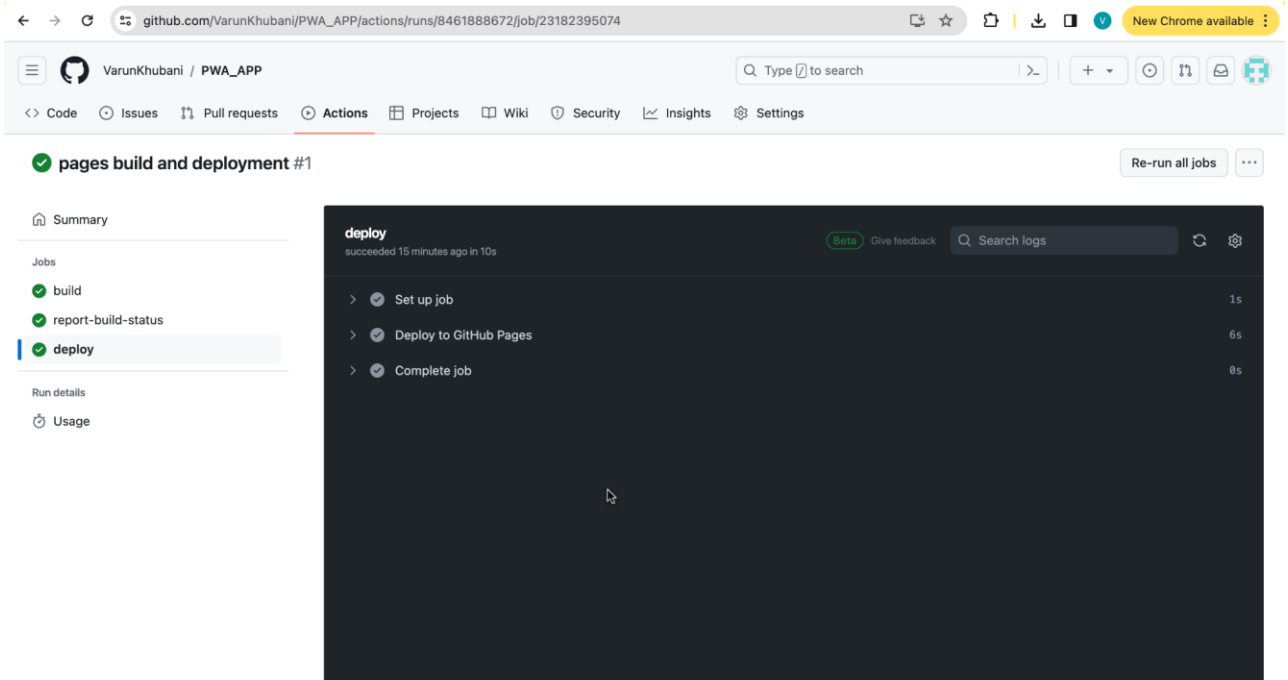 github.com/VarunKhubani/PWA_APP/actions/runs/8461888672/job/23182395074
V
New Chrome available
VarunKhubani / PWA_APP
Type / to search
Code Issues Pull requests Actions Projects Wiki Security Insights Settings
pages build and deployment #1
Re-run all jobs
Summary
Jobs
build
report-build-status
deploy
Run details
Usage
deploy
succeeded 15 minutes ago in 10s
Beta Give feedback
Search logs
Set up job 1s
Deploy to GitHub Pages 6s
Complete job 0s